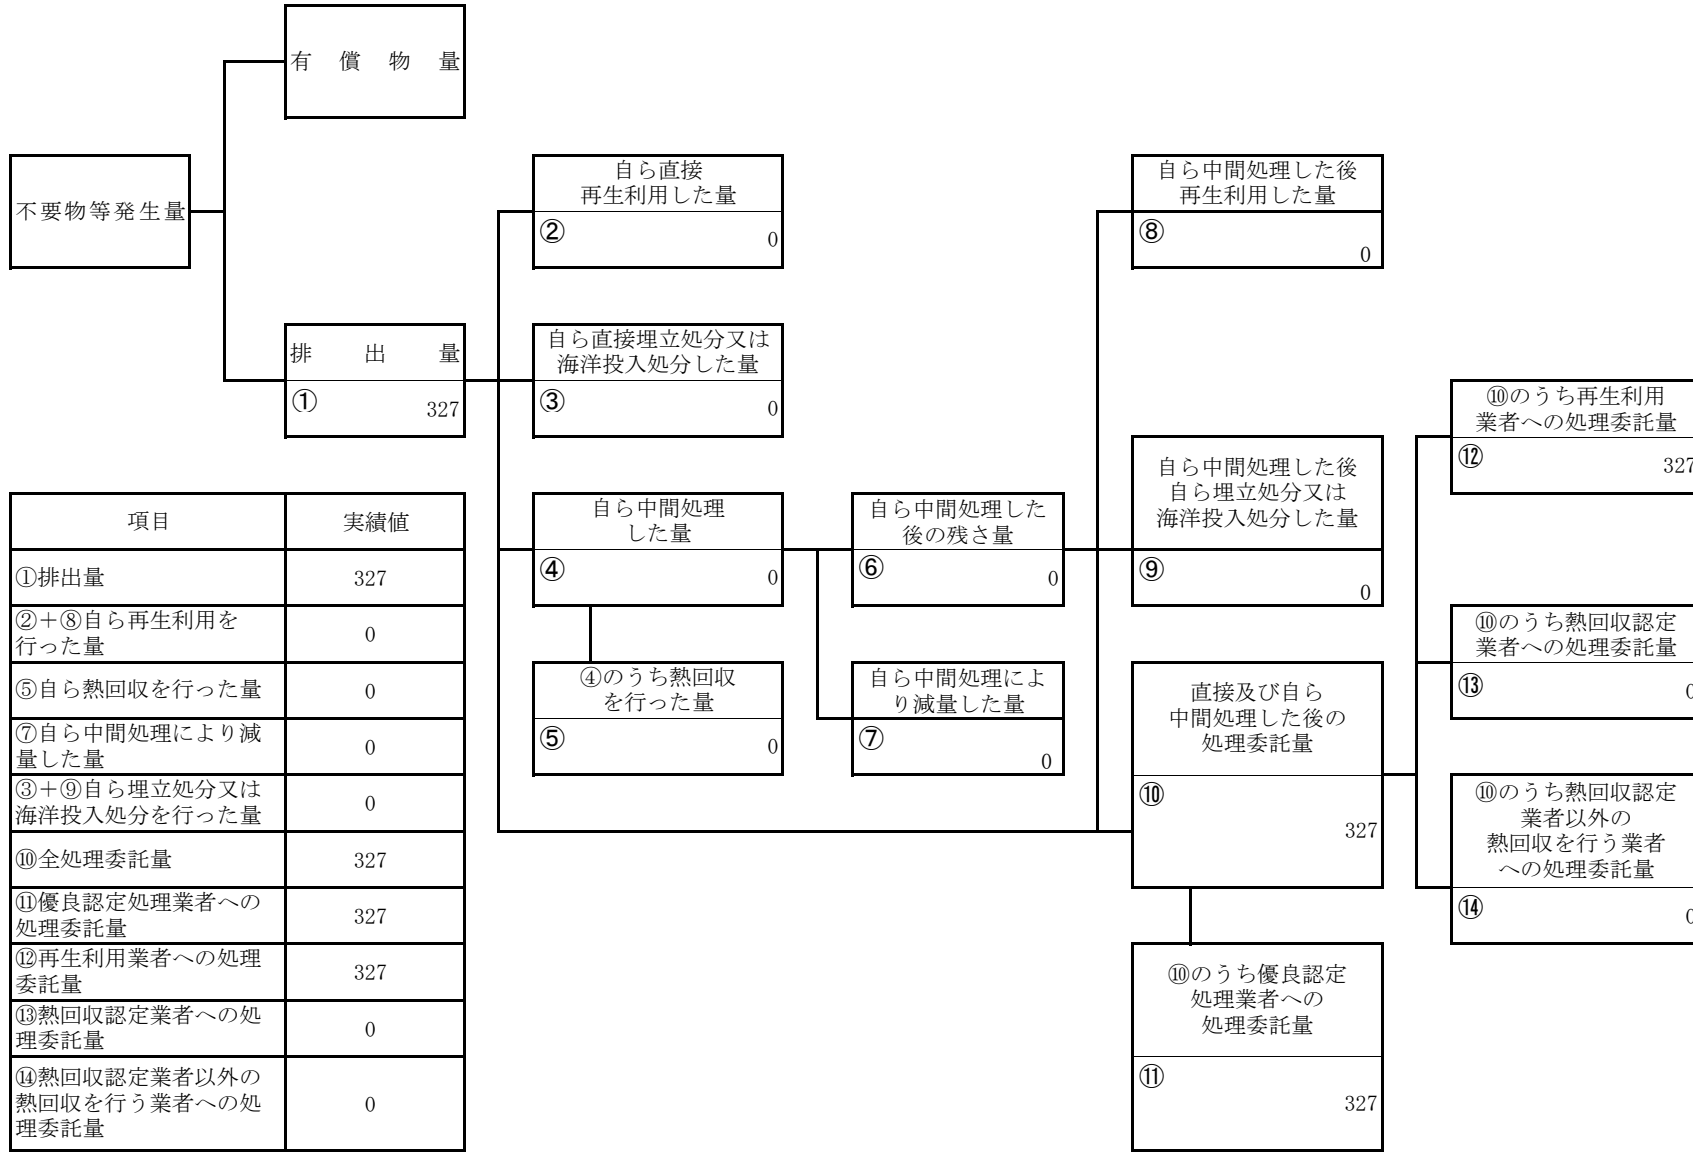 有償物量
不要物等発生量
自ら直接
再生利用した量
②
0
自ら中間処理した後
再生利用した量
⑧
0
排出量
①
327
自ら直接埋立処分又は
海洋投入処分した量
③
0
⑩のうち再生利用
業者への処理委託量
⑫
327
自ら中間処理
した量
④
0
自ら中間処理した
後の残さ量
⑥
0
自ら中間処理した後
自ら埋立処分又は
海洋投入処分した量
⑨
0
⑩のうち熱回収認定
業者への処理委託量
⑬
0
④のうち熱回収
を行った量
⑤
0
自ら中間処理によ
り減量した量
⑦
0
直接及び自ら
中間処理した後の
処理委託量
⑩
327
⑩のうち熱回収認定
業者以外の
熱回収を行う業者
への処理委託量
⑭
0
⑩のうち優良認定
処理業者への
処理委託量
⑪
327
項目 実績値
①排出量 327
②＋⑧自ら再生利用を
行った量 0
⑤自ら熱回収を行った量 0
⑦自ら中間処理により減
量した量 0
③＋⑨自ら埋立処分又は
海洋投入処分を行った量 0
⑩全処理委託量 327
⑪優良認定処理業者への
処理委託量 327
⑫再生利用業者への処理
委託量 327
⑬熱回収認定業者への処
理委託量 0
⑭熱回収認定業者以外の
熱回収を行う業者への処
理委託量 0